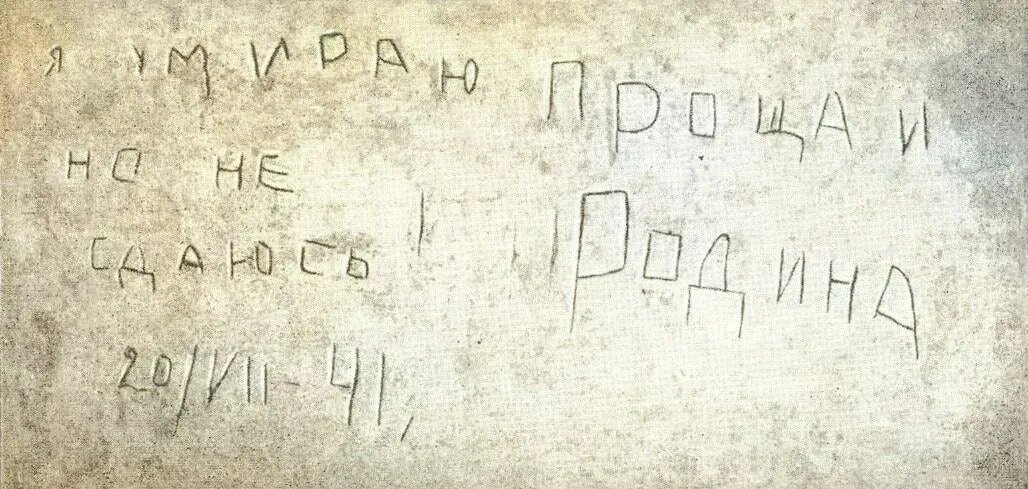 Я УМИРАЮ
НО НЕ
СДАЮСЬ!
20/VII-41,
ПРОЩАИ
РОДИНА